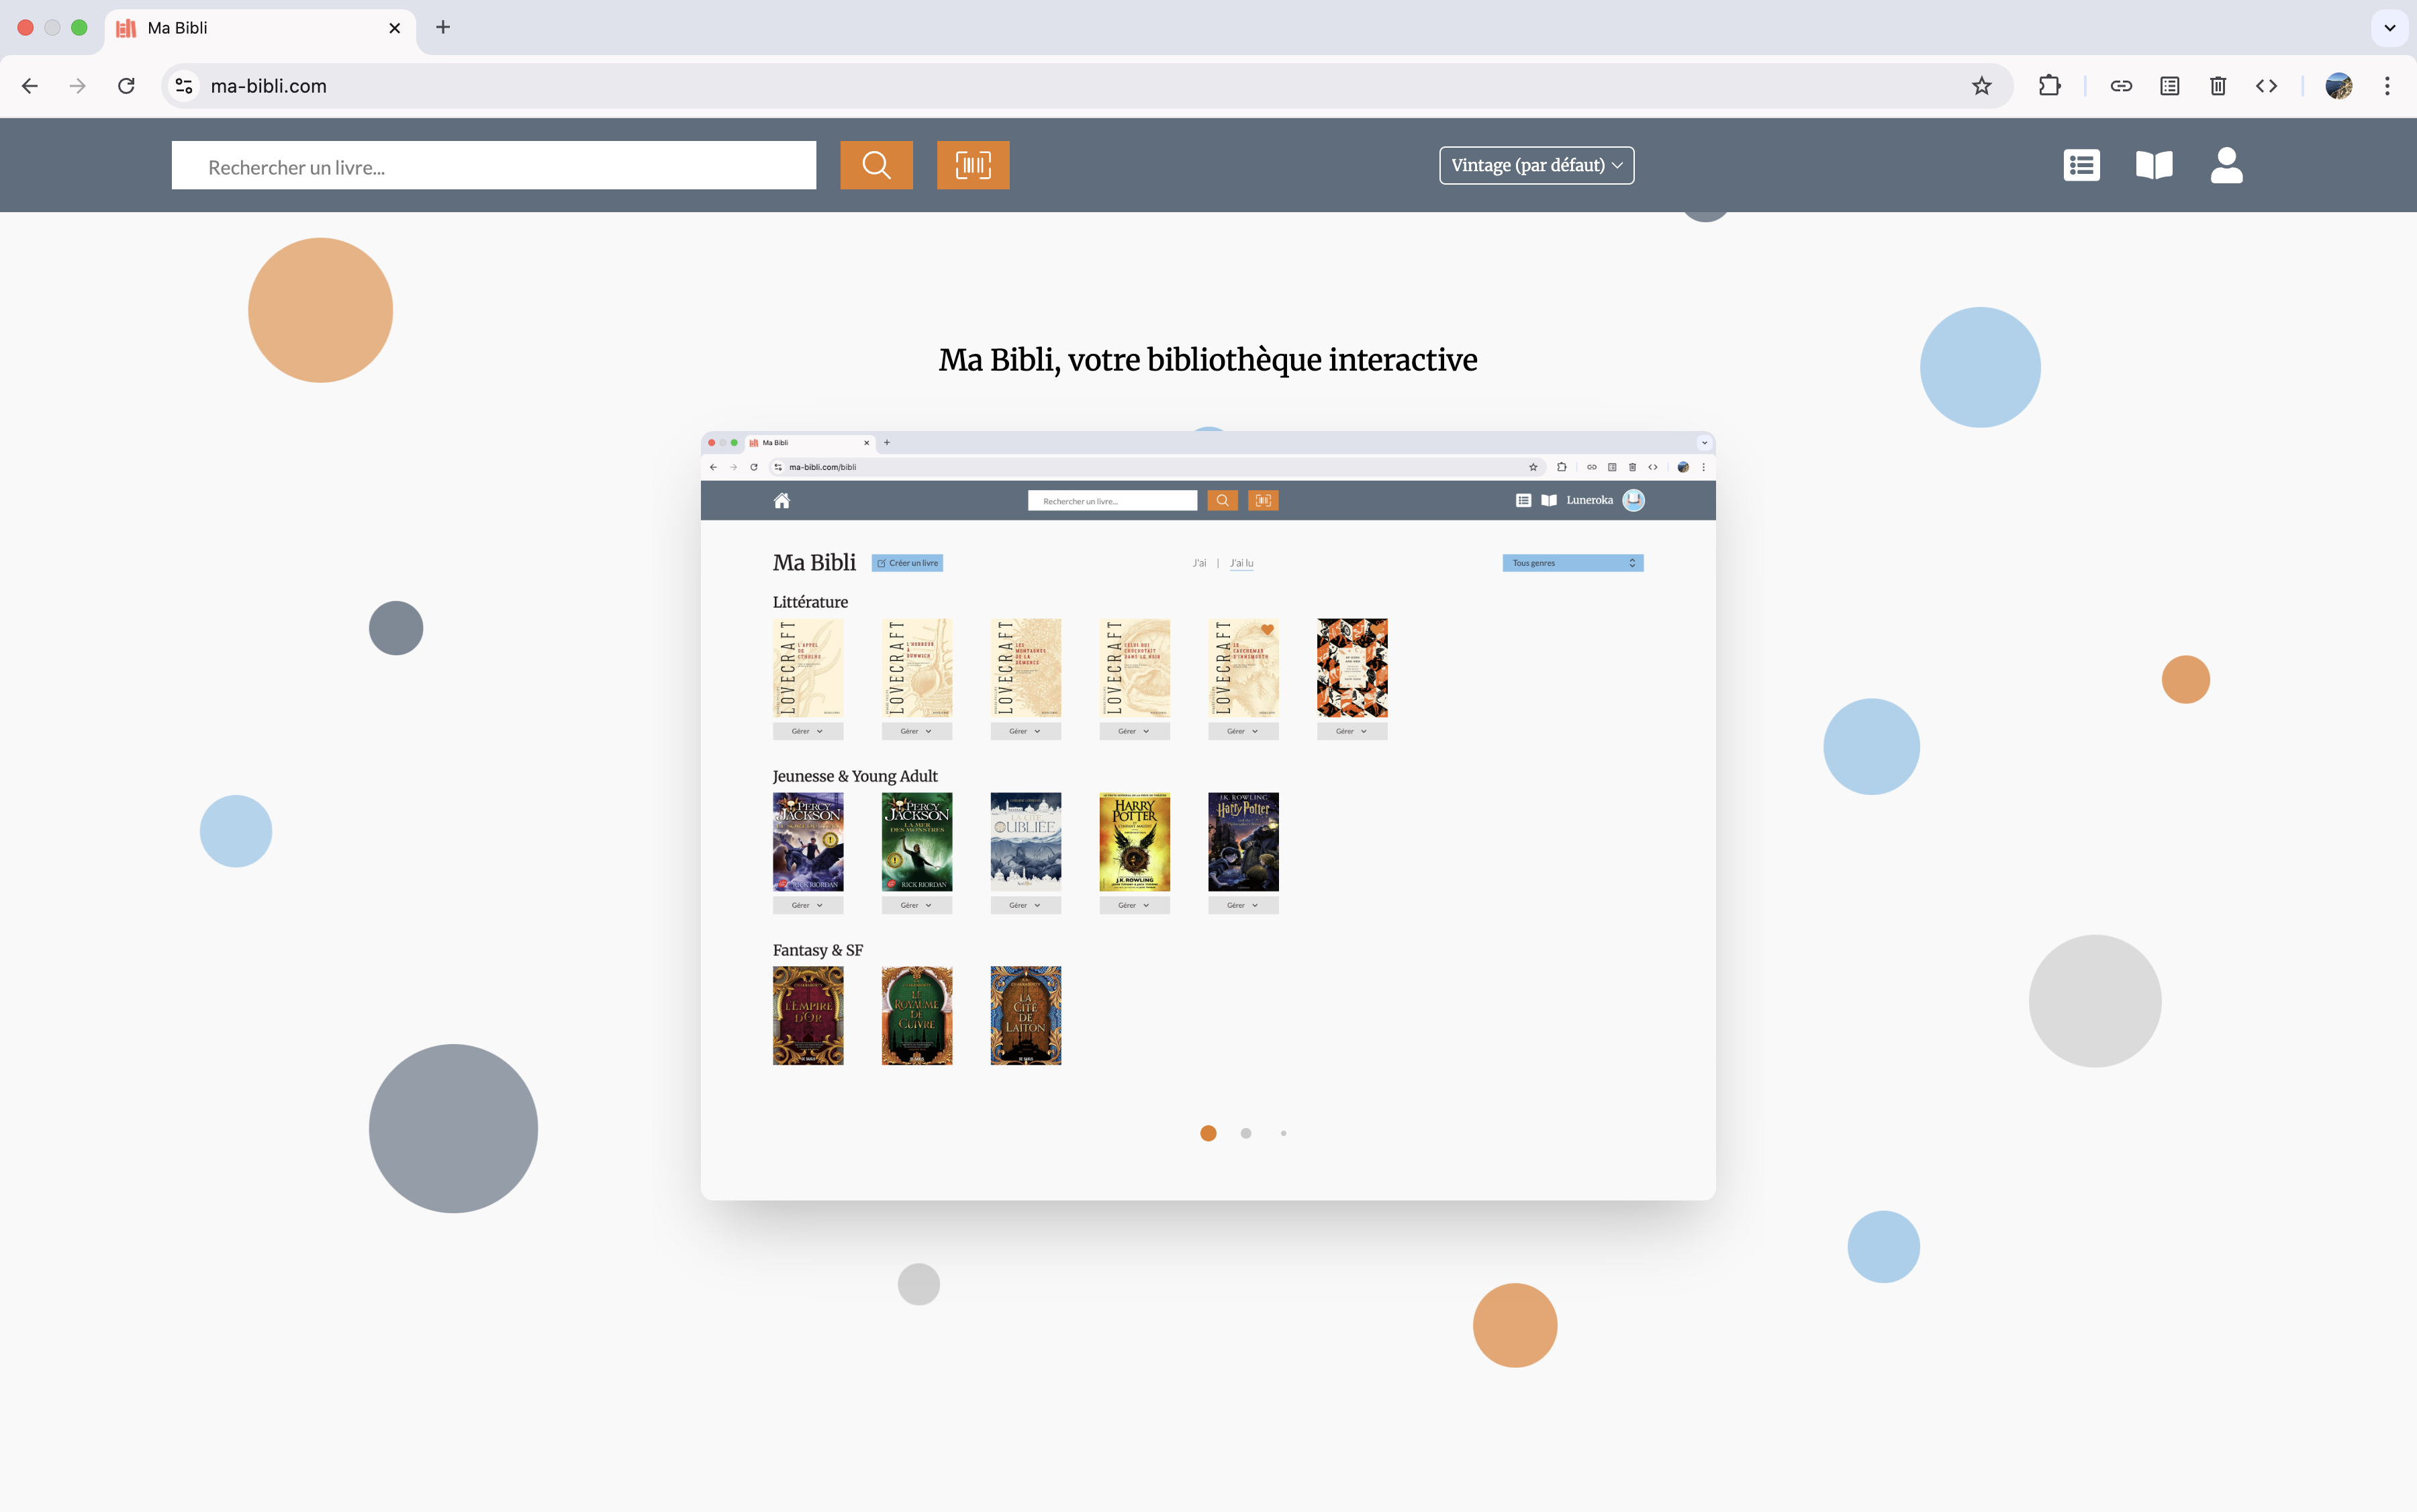 Ma Bibli
ma-bibli.com
Rechercher un livre...
Vintage (par défaut)
Ma Bibli, votre bibliothèque interactive
Ma Bibli
ma-bibli.com/bibli
Rechercher un livre...
Luneroka
Ma Bibli
Créer un livre
J'ai | J'ai lu
Tous genres
Littérature
LOVECRAFT
L'APPEL DE CTHULHU
LOVECRAFT
L'HORREUR À DUNWICH
LOVECRAFT
LES MONTAGNES DE LA DÉMENCE
LOVECRAFT
CELUI QUI CHUCHOTAIT DANS LE NOIR
LOVECRAFT
LE CAUCHEMAR D'INNSMOUTH
Gérer
Gérer
Gérer
Gérer
Gérer
Gérer
Jeunesse & Young Adult
PERCY JACKSON
RICK RIORDAN
PERCY JACKSON
LA MER DES MONSTRES
RICK RIORDAN
LA CITÉ OUBLIÉE
HARRY POTTER
J.K. ROWLING
J.K. ROWLING
Harry Potter
Gérer
Gérer
Gérer
Gérer
Gérer
Fantasy & SF
L'EMPIRE D'OR
LE ROYAUME DE CUIVRE
LA CITÉ DE LAITON